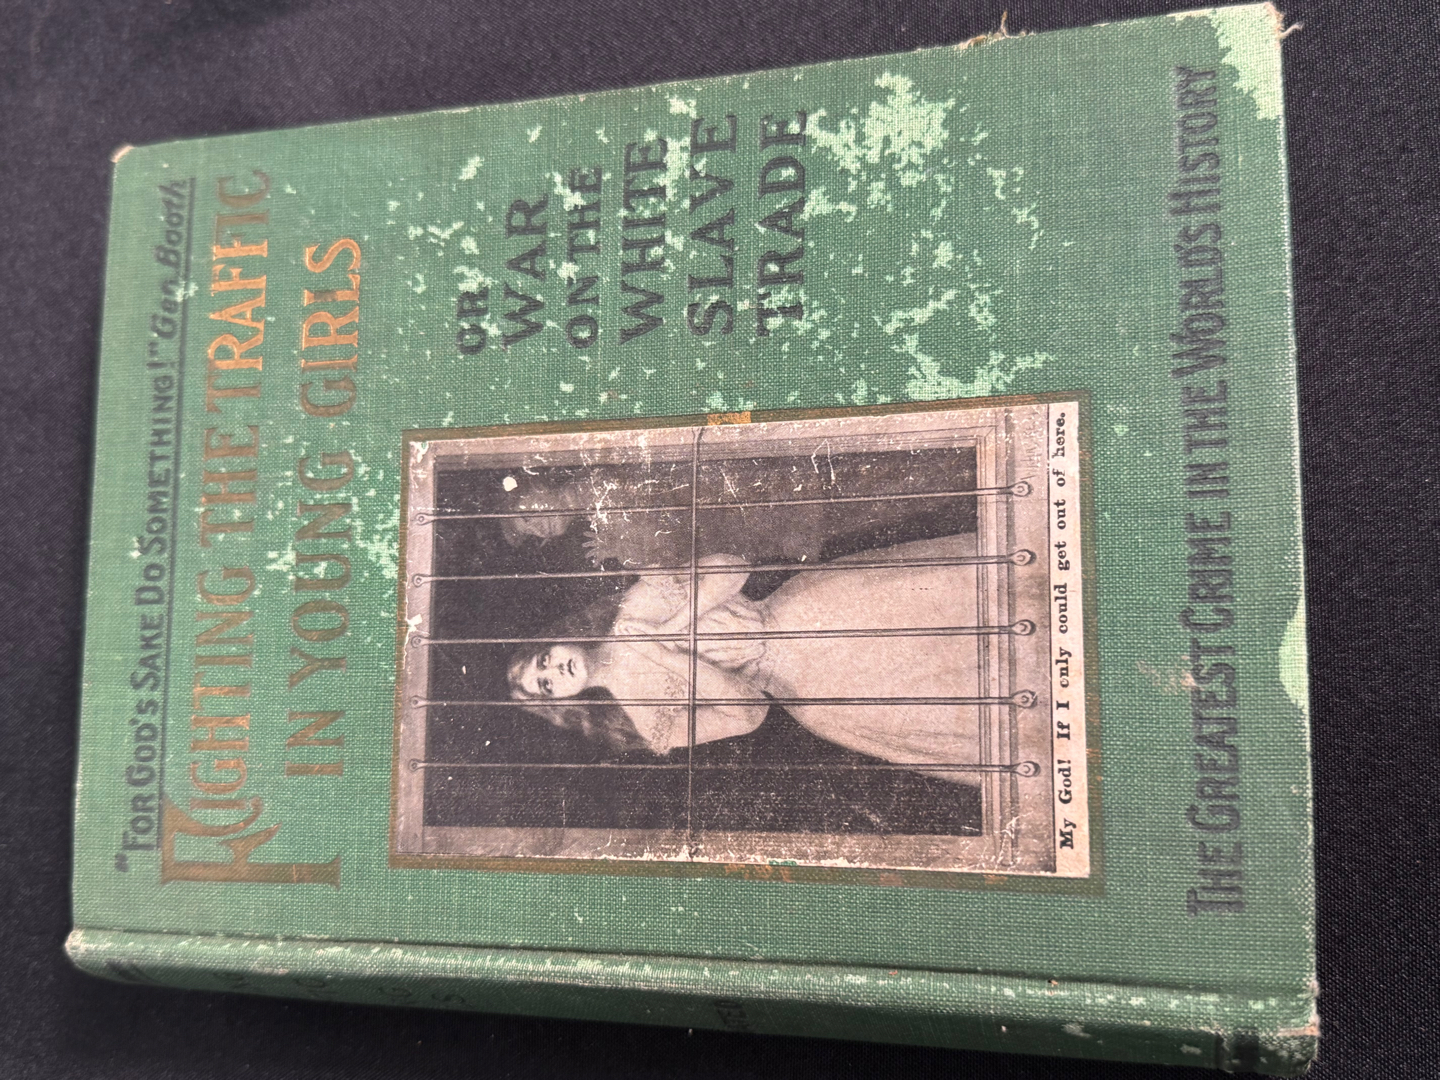 "FOR GOD'S SAKE DO SOMETHING!" Gen. Booth
FIGHTING THE TRAFFIC
IN YOUNG GIRLS
OR
WAR
ON THE
WHITE
SLAVE
TRADE
My God! If I only could get out of here.
THE GREATEST CRIME IN THE WORLD'S HISTORY